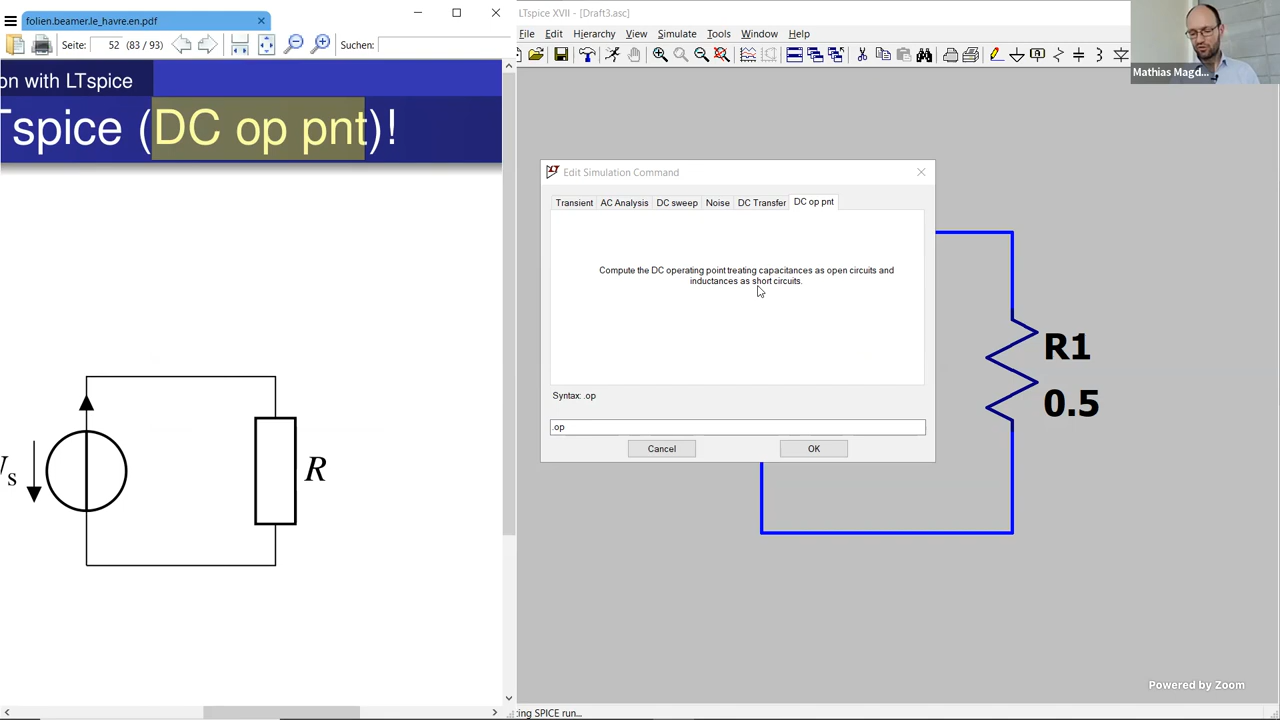 folien.beamer.le_havre.en.pdf
Seite: 52 (83 / 93) Suchen:
on with LTspice
Tspice (DC op pnt)!
Vs
R
LTspice XVII - [Draft3.asc]
File Edit Hierarchy View Simulate Tools Window Help
Mathias Magd...
Edit Simulation Command
Transient AC Analysis DC sweep Noise DC Transfer DC op pnt
Compute the DC operating point treating capacitances as open circuits and
inductances as short circuits.
Syntax: .op
.op
Cancel OK
R1
0.5
Powered by Zoom
ting SPICE run...